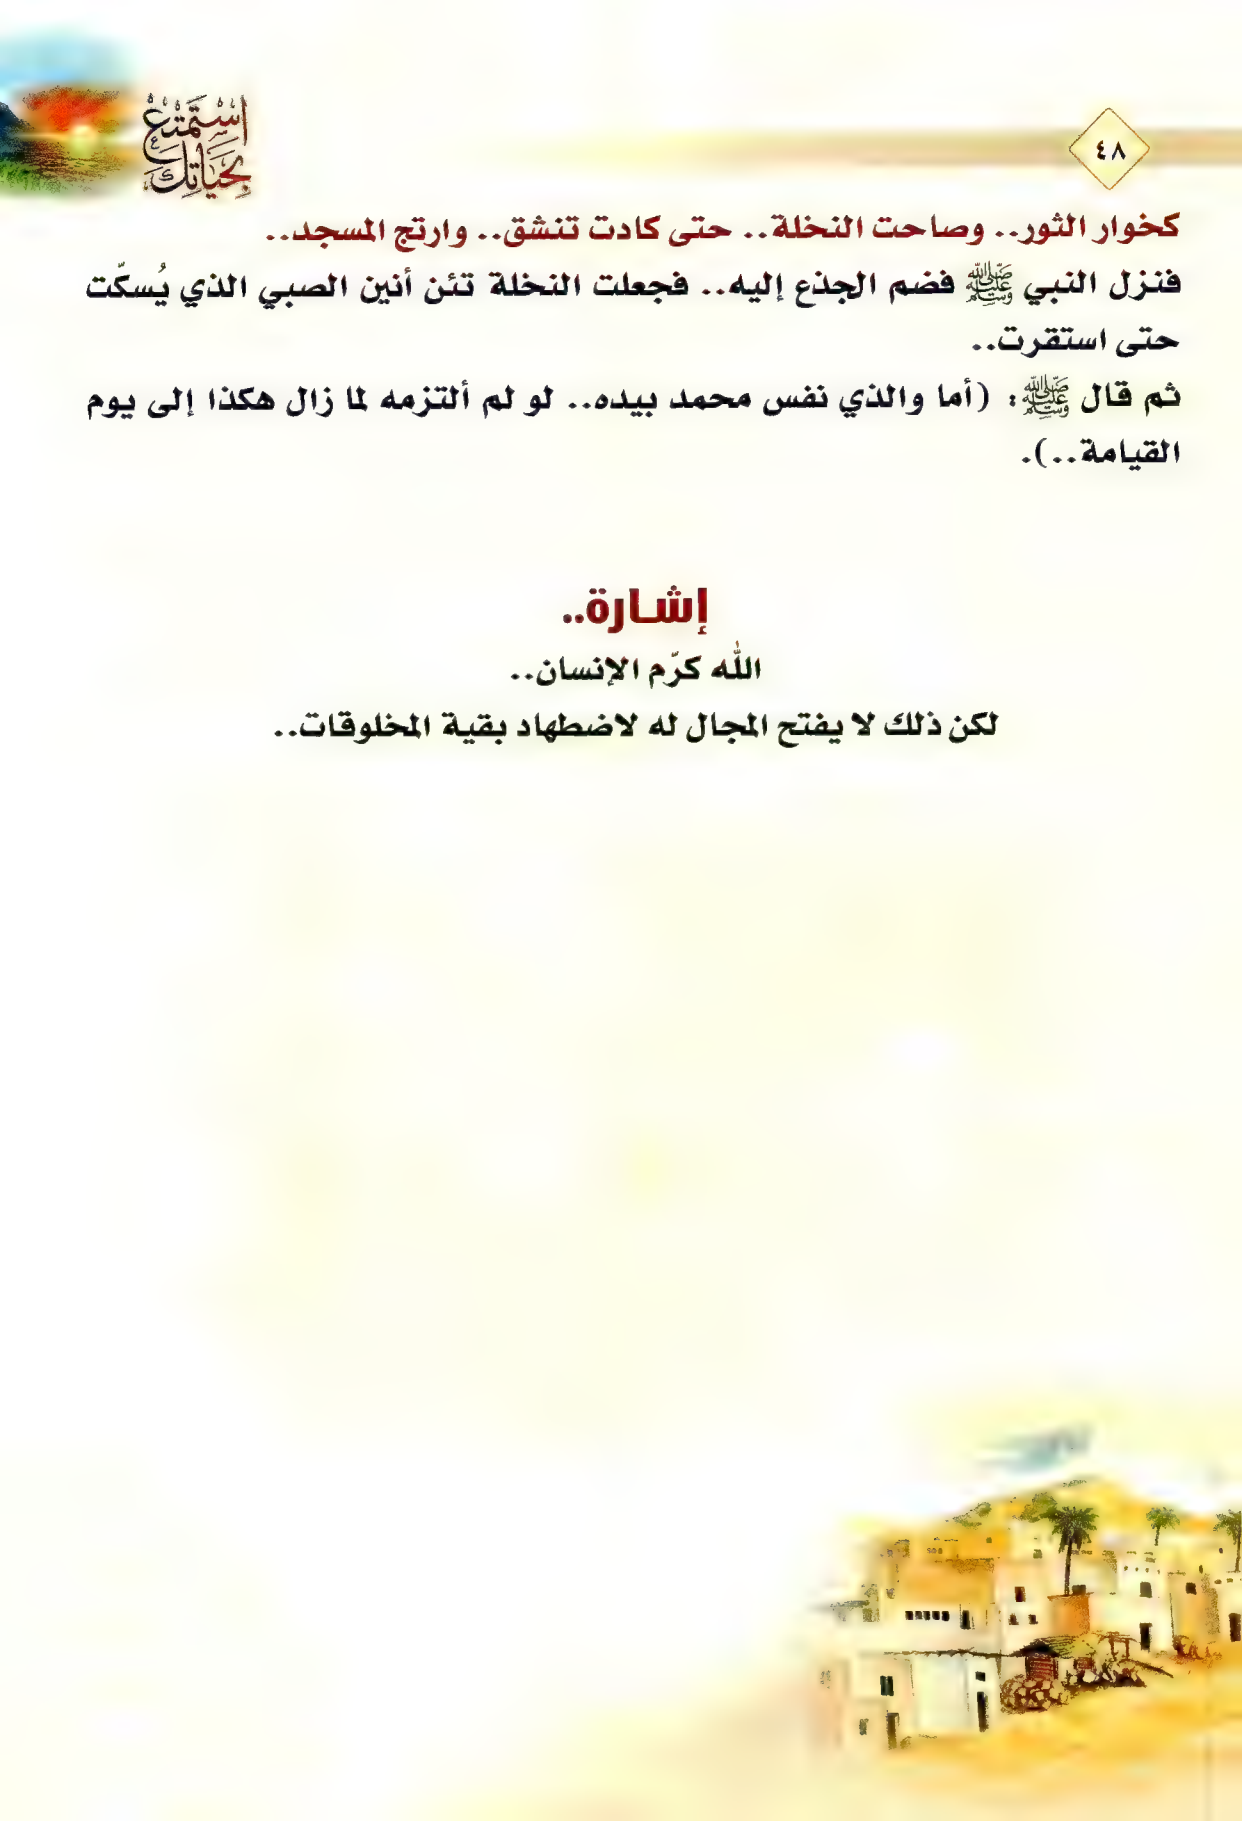 استمتع
بحياتك
٤٨
كخوار الثور.. وصاحت النخلة.. حتى كادت تنشق.. وارتج المسجد..
فنزل النبي ﷺ فضم الجذع إليه.. فجعلت النخلة تئن أنين الصبي الذي يُسكّت
حتى استقرت..
ثم قال ﷺ: (أما والذي نفس محمد بيده.. لو لم ألتزمه لما زال هكذا إلى يوم
القيامة..).
إشارة..
الله كرّم الإنسان..
لكن ذلك لا يفتح المجال له لاضطهاد بقية المخلوقات..